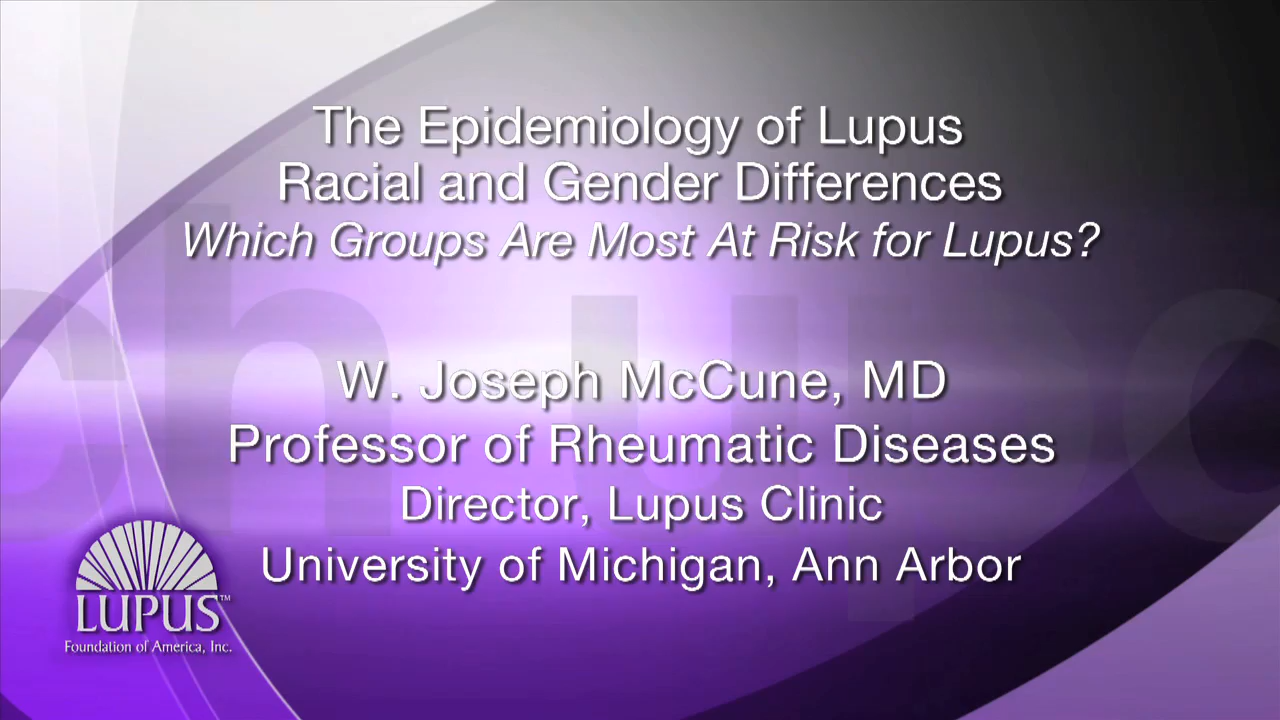 The Epidemiology of Lupus
Racial and Gender Differences
Which Groups Are Most At Risk for Lupus?
W. Joseph McCune, MD
Professor of Rheumatic Diseases
Director, Lupus Clinic
University of Michigan, Ann Arbor
LUPUS™
Foundation of America, Inc.